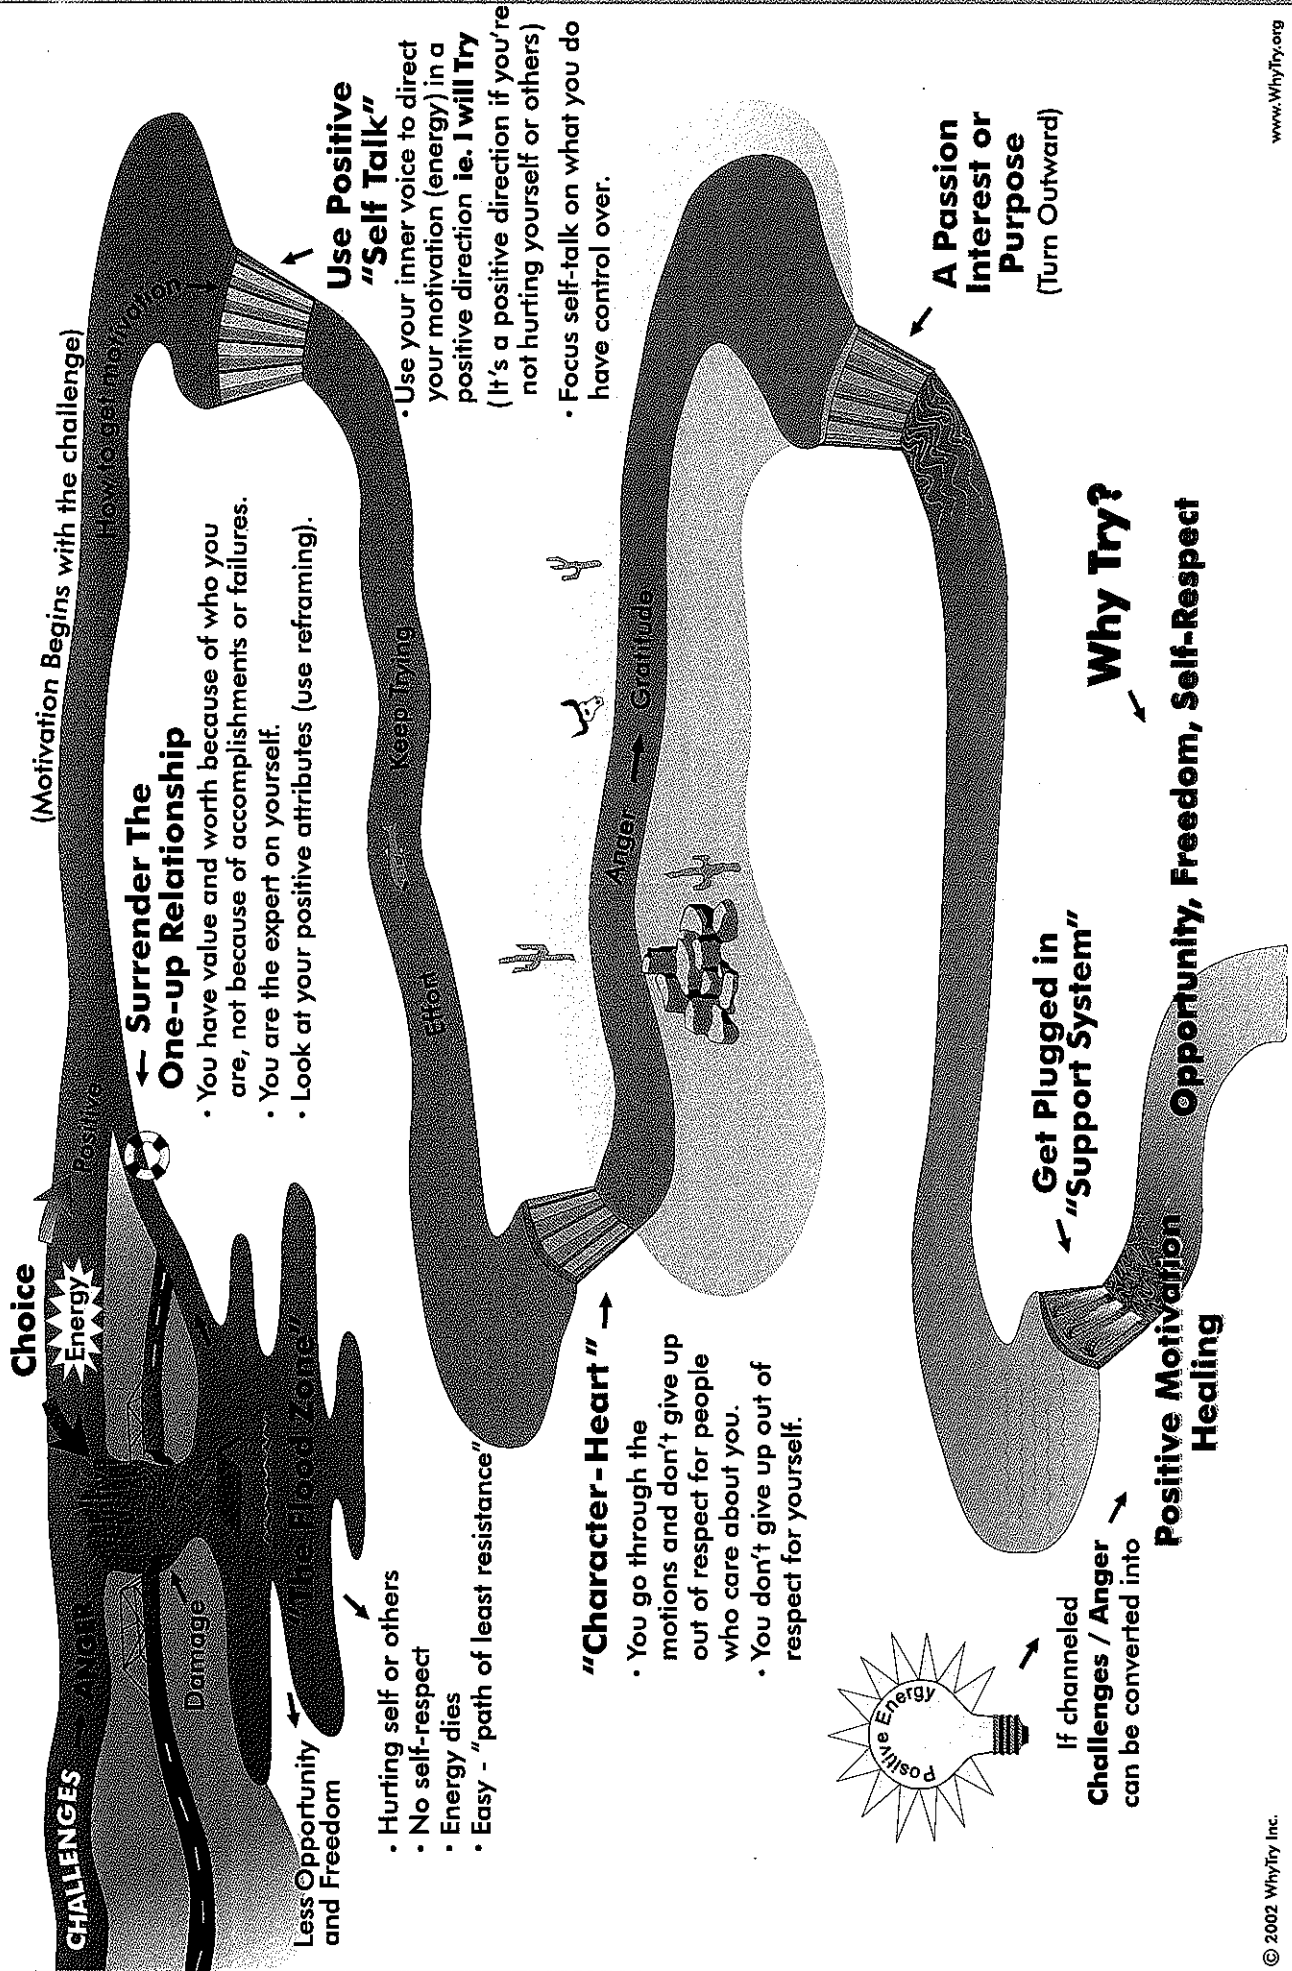 Choice
Energy
CHALLENGES
ANGER
Positive
(Motivation Begins with the challenge)
How to get motivation
Damage
"The Flood Zone"
Less Opportunity
and Freedom
• Hurting self or others
• No self-respect
• Energy dies
• Easy - "path of least resistance"
Surrender The
One-up Relationship
• You have value and worth because of who you
are, not because of accomplishments or failures.
• You are the expert on yourself.
• Look at your positive attributes (use reframing).
Use Positive
"Self Talk"
• Use your inner voice to direct
your motivation (energy) in a
positive direction ie. I will Try
(It's a positive direction if you're
not hurting yourself or others)
• Focus self-talk on what you do
have control over.
Effort
Keep Trying
"Character-Heart"
• You go through the
motions and don't give up
out of respect for people
who care about you.
• You don't give up out of
respect for yourself.
Anger
Gratitude
A Passion
Interest or
Purpose
(Turn Outward)
Positive Energy
If channeled
Challenges / Anger
can be converted into
Positive Motivation
Healing
Get Plugged in
"Support System"
Why Try?
Opportunity, Freedom, Self-Respect
© 2002 WhyTry Inc.
www.WhyTry.org